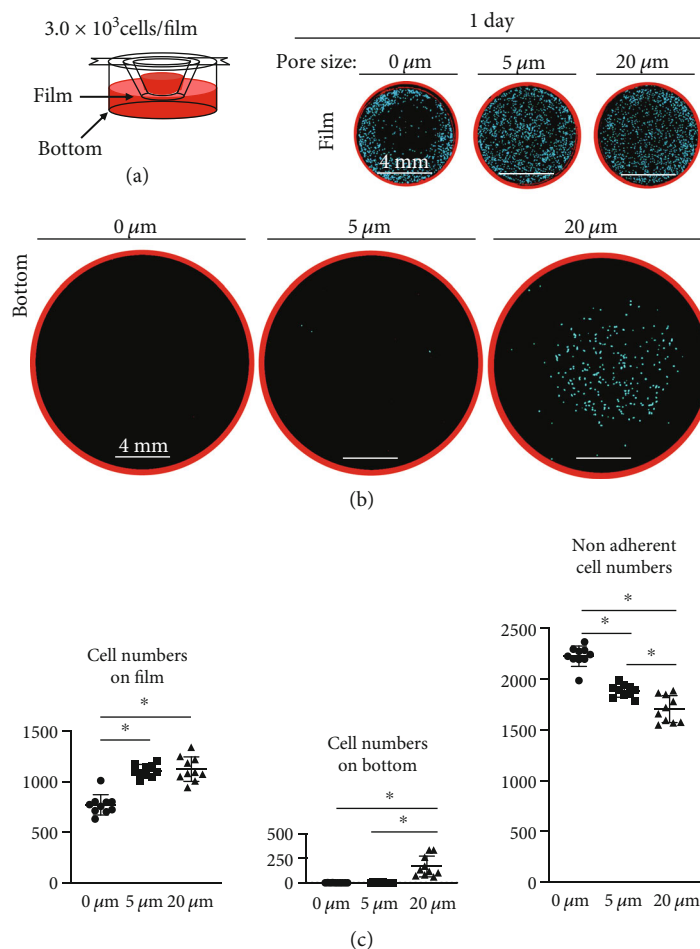 3.0 × 10³cells/film
Film
Bottom
(a)
1 day
Pore size: 0 μm 5 μm 20 μm
Film
4 mm
0 μm 5 μm 20 μm
Bottom
4 mm
(b)
Cell numbers
on film
* *
1500
1000
500
0
0 μm 5 μm 20 μm
Cell numbers
on bottom
*
*
500
250
0
0 μm 5 μm 20 μm
Non adherent
cell numbers
*
* *
2500
2000
1500
1000
500
0
0 μm 5 μm 20 μm
(c)